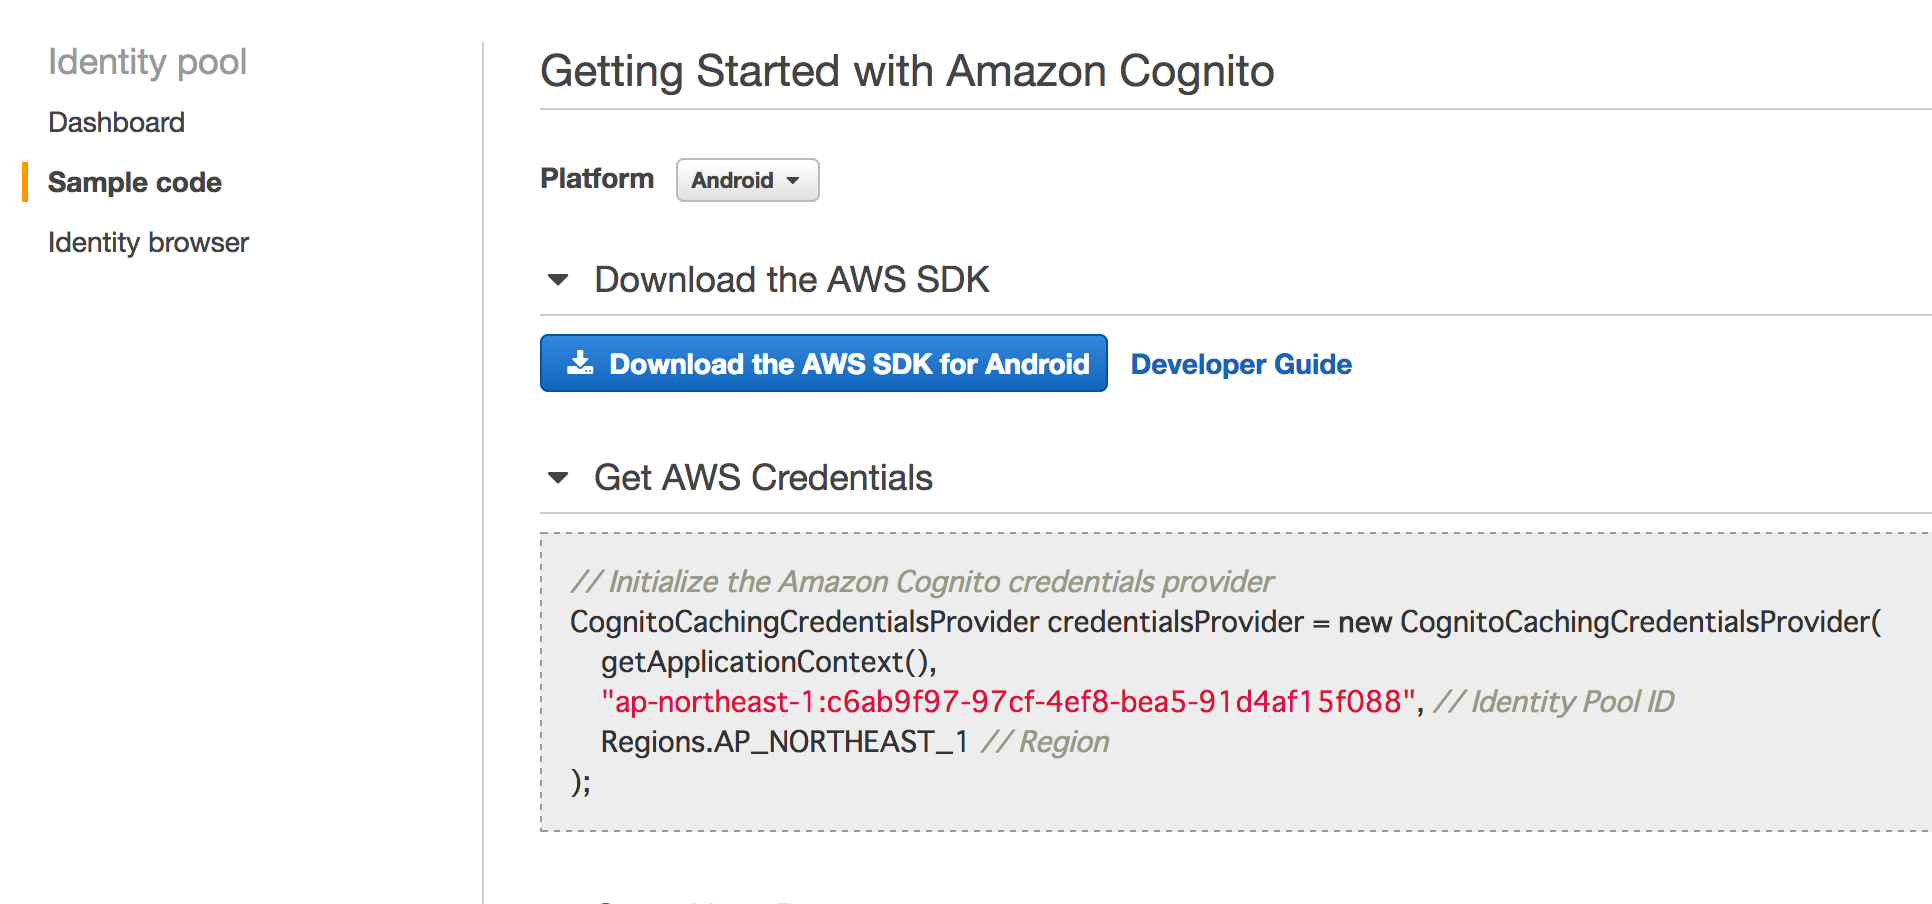 Identity pool
Dashboard
Sample code
Identity browser
Getting Started with Amazon Cognito
Platform Android
Download the AWS SDK
Download the AWS SDK for Android Developer Guide
Get AWS Credentials
// Initialize the Amazon Cognito credentials provider
CognitoCachingCredentialsProvider credentialsProvider = new CognitoCachingCredentialsProvider(
getApplicationContext(),
"ap-northeast-1:c6ab9f97-97cf-4ef8-bea5-91d4af15f088", // Identity Pool ID
Regions.AP_NORTHEAST_1 // Region
);